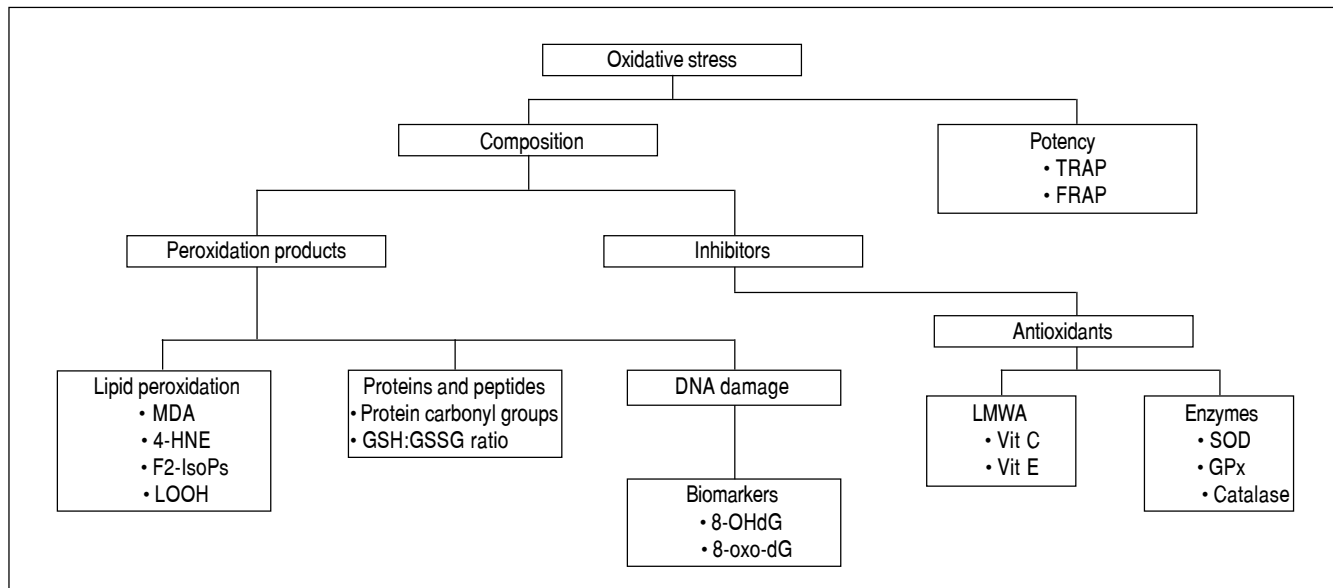 Oxidative stress
Composition
Potency
• TRAP
• FRAP
Peroxidation products
Inhibitors
Antioxidants
Lipid peroxidation
• MDA
• 4-HNE
• F2-IsoPs
• LOOH
Proteins and peptides
• Protein carbonyl groups
• GSH:GSSG ratio
DNA damage
Biomarkers
• 8-OHdG
• 8-oxo-dG
LMWA
• Vit C
• Vit E
Enzymes
• SOD
• GPx
• Catalase